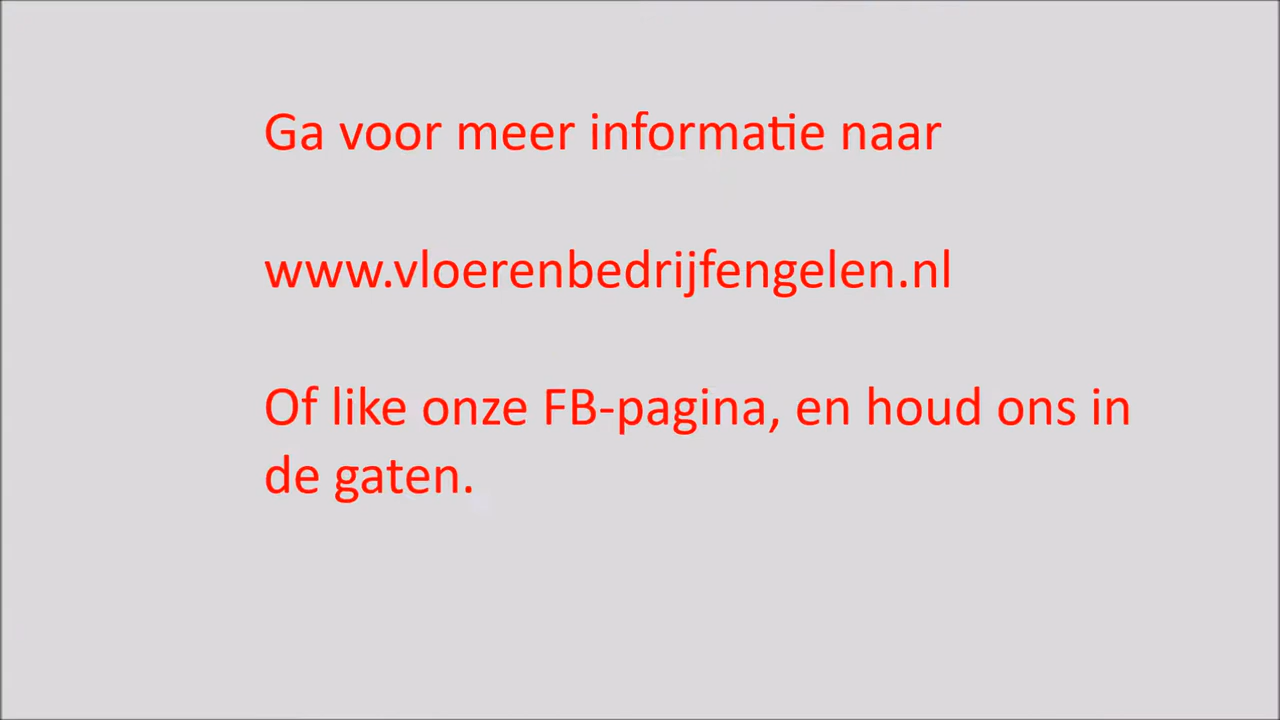 Ga voor meer informatie naar
www.vloerenbedrijfengelen.nl
Of like onze FB-pagina, en houd ons in
de gaten.